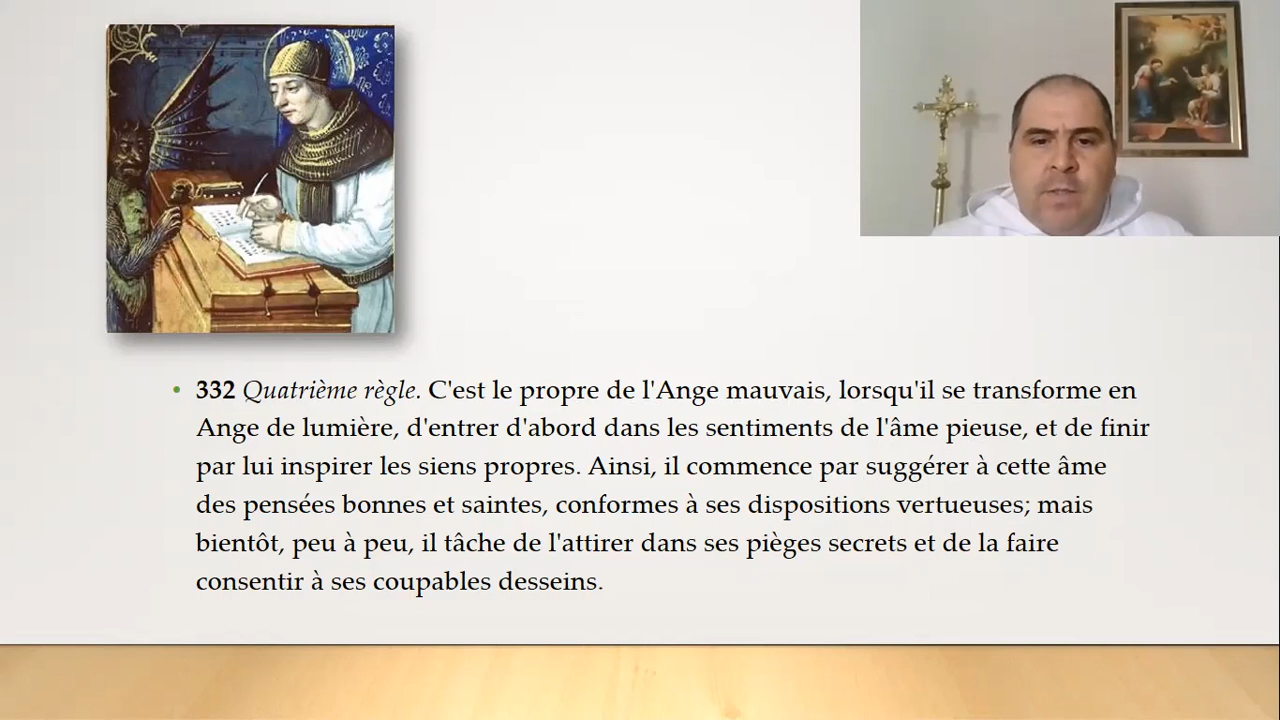 • 332 Quatrième règle. C'est le propre de l'Ange mauvais, lorsqu'il se transforme en
Ange de lumière, d'entrer d'abord dans les sentiments de l'âme pieuse, et de finir
par lui inspirer les siens propres. Ainsi, il commence par suggérer à cette âme
des pensées bonnes et saintes, conformes à ses dispositions vertueuses; mais
bientôt, peu à peu, il tâche de l'attirer dans ses pièges secrets et de la faire
consentir à ses coupables desseins.